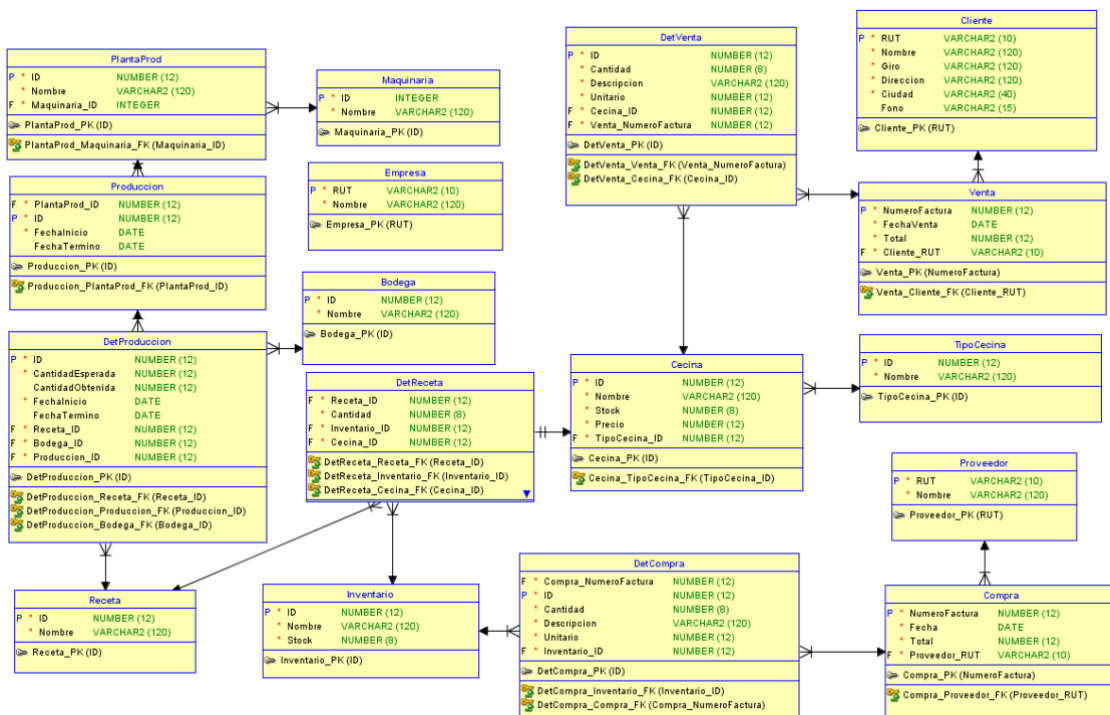 PlantaProd
P * ID NUMBER (12)
* Nombre VARCHAR2 (120)
F * Maquinaria_ID INTEGER
PlantaProd_PK (ID)
PlantaProd_Maquinaria_FK (Maquinaria_ID)
Maquinaria
P * ID INTEGER
* Nombre VARCHAR2 (120)
Maquinaria_PK (ID)
DetVenta
P * ID NUMBER (12)
* Cantidad NUMBER (8)
* Descripcion VARCHAR2 (120)
* Unitario NUMBER (12)
F * Cecina_ID NUMBER (12)
F * Venta_NumeroFactura NUMBER (12)
DetVenta_PK (ID)
DetVenta_Venta_FK (Venta_NumeroFactura)
DetVenta_Cecina_FK (Cecina_ID)
Cliente
P * RUT VARCHAR2 (10)
* Nombre VARCHAR2 (120)
* Giro VARCHAR2 (120)
* Direccion VARCHAR2 (120)
* Ciudad VARCHAR2 (40)
Fono VARCHAR2 (15)
Cliente_PK (RUT)
Empresa
P * RUT VARCHAR2 (10)
* Nombre VARCHAR2 (120)
Empresa_PK (RUT)
Produccion
F * PlantaProd_ID NUMBER (12)
P * ID NUMBER (12)
* FechaInicio DATE
FechaTermino DATE
Produccion_PK (ID)
Produccion_PlantaProd_FK (PlantaProd_ID)
Venta
P * NumeroFactura NUMBER (12)
* FechaVenta DATE
* Total NUMBER (12)
F * Cliente_RUT VARCHAR2 (10)
Venta_PK (NumeroFactura)
Venta_Cliente_FK (Cliente_RUT)
Bodega
P * ID NUMBER (12)
* Nombre VARCHAR2 (120)
Bodega_PK (ID)
DetProduccion
P * ID NUMBER (12)
* CantidadEsperada NUMBER (12)
CantidadObtenida NUMBER (12)
* FechaInicio DATE
FechaTermino DATE
F * Receta_ID NUMBER (12)
F * Bodega_ID NUMBER (12)
F * Produccion_ID NUMBER (12)
DetProduccion_PK (ID)
DetProduccion_Receta_FK (Receta_ID)
DetProduccion_Produccion_FK (Produccion_ID)
DetProduccion_Bodega_FK (Bodega_ID)
DetReceta
F * Receta_ID NUMBER (12)
* Cantidad NUMBER (8)
F * Inventario_ID NUMBER (12)
F * Cecina_ID NUMBER (12)
DetReceta_Receta_FK (Receta_ID)
DetReceta_Inventario_FK (Inventario_ID)
DetReceta_Cecina_FK (Cecina_ID)
Cecina
P * ID NUMBER (12)
* Nombre VARCHAR2 (120)
* Stock NUMBER (8)
* Precio NUMBER (12)
F * TipoCecina_ID NUMBER (12)
Cecina_PK (ID)
Cecina_TipoCecina_FK (TipoCecina_ID)
TipoCecina
P * ID NUMBER (12)
* Nombre VARCHAR2 (120)
TipoCecina_PK (ID)
Proveedor
P * RUT VARCHAR2 (10)
* Nombre VARCHAR2 (120)
Proveedor_PK (RUT)
Receta
P * ID NUMBER (12)
* Nombre VARCHAR2 (120)
Receta_PK (ID)
Inventario
P * ID NUMBER (12)
* Nombre VARCHAR2 (120)
* Stock NUMBER (8)
Inventario_PK (ID)
DetCompra
F * Compra_NumeroFactura NUMBER (12)
P * ID NUMBER (12)
* Cantidad NUMBER (8)
* Descripcion VARCHAR2 (120)
* Unitario NUMBER (12)
F * Inventario_ID NUMBER (12)
DetCompra_PK (ID)
DetCompra_Inventario_FK (Inventario_ID)
DetCompra_Compra_FK (Compra_NumeroFactura)
Compra
P * NumeroFactura NUMBER (12)
* Fecha DATE
* Total NUMBER (12)
F * Proveedor_RUT VARCHAR2 (10)
Compra_PK (NumeroFactura)
Compra_Proveedor_FK (Proveedor_RUT)